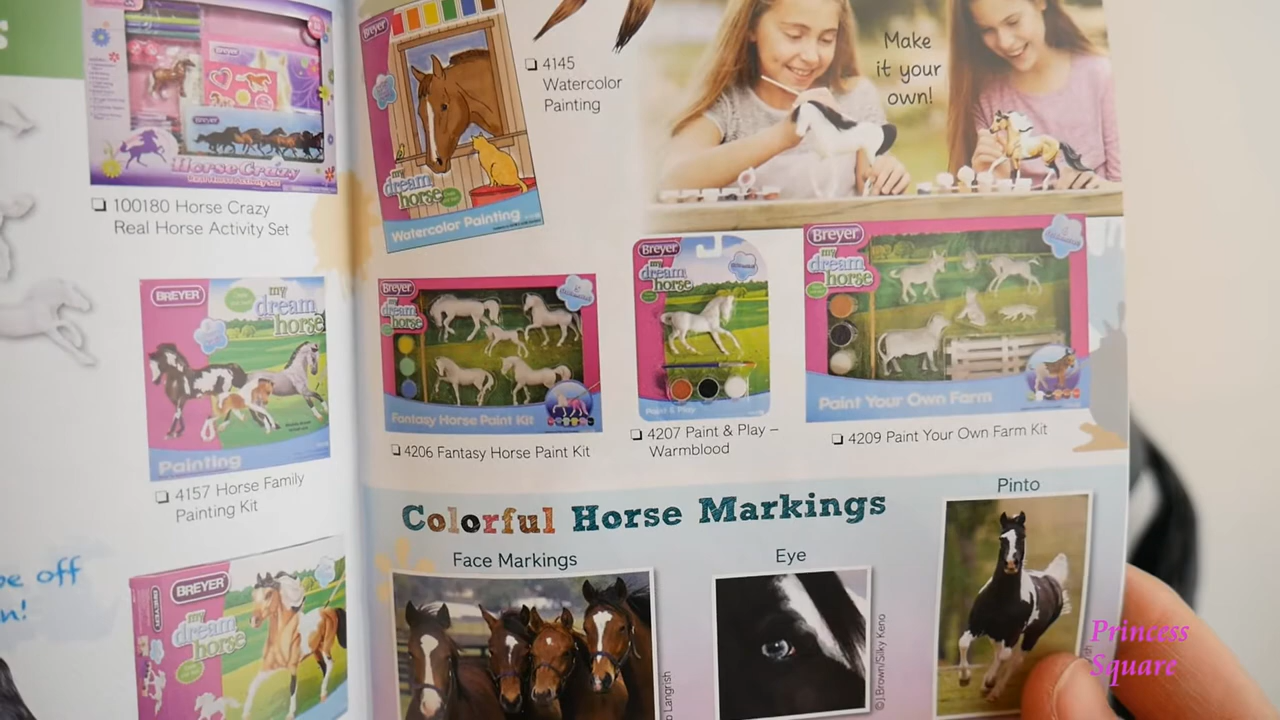 s
BREYER
Horse Crazy
REAL HORSE ACTIVITY SET
❏ 100180 Horse Crazy
Real Horse Activity Set
BREYER
my
dream
horse
Painting
❏ 4157 Horse Family
Painting Kit
be off
n!
BREYER
my
dream
horse
BREYER
my
dream
horse
Watercolor Painting
❏ 4145
Watercolor
Painting
Make
it your
own!
BREYER
my
dream
horse
Fantasy Horse Paint Kit
❏ 4206 Fantasy Horse Paint Kit
BREYER
my
dream
horse
Paint & Play
❏ 4207 Paint & Play –
Warmblood
BREYER
my
dream
horse
Paint Your Own Farm
❏ 4209 Paint Your Own Farm Kit
Colorful Horse Markings
Face Markings
Eye
Pinto
Langrish
©J.Brown/Silky Keno
Princess
Square